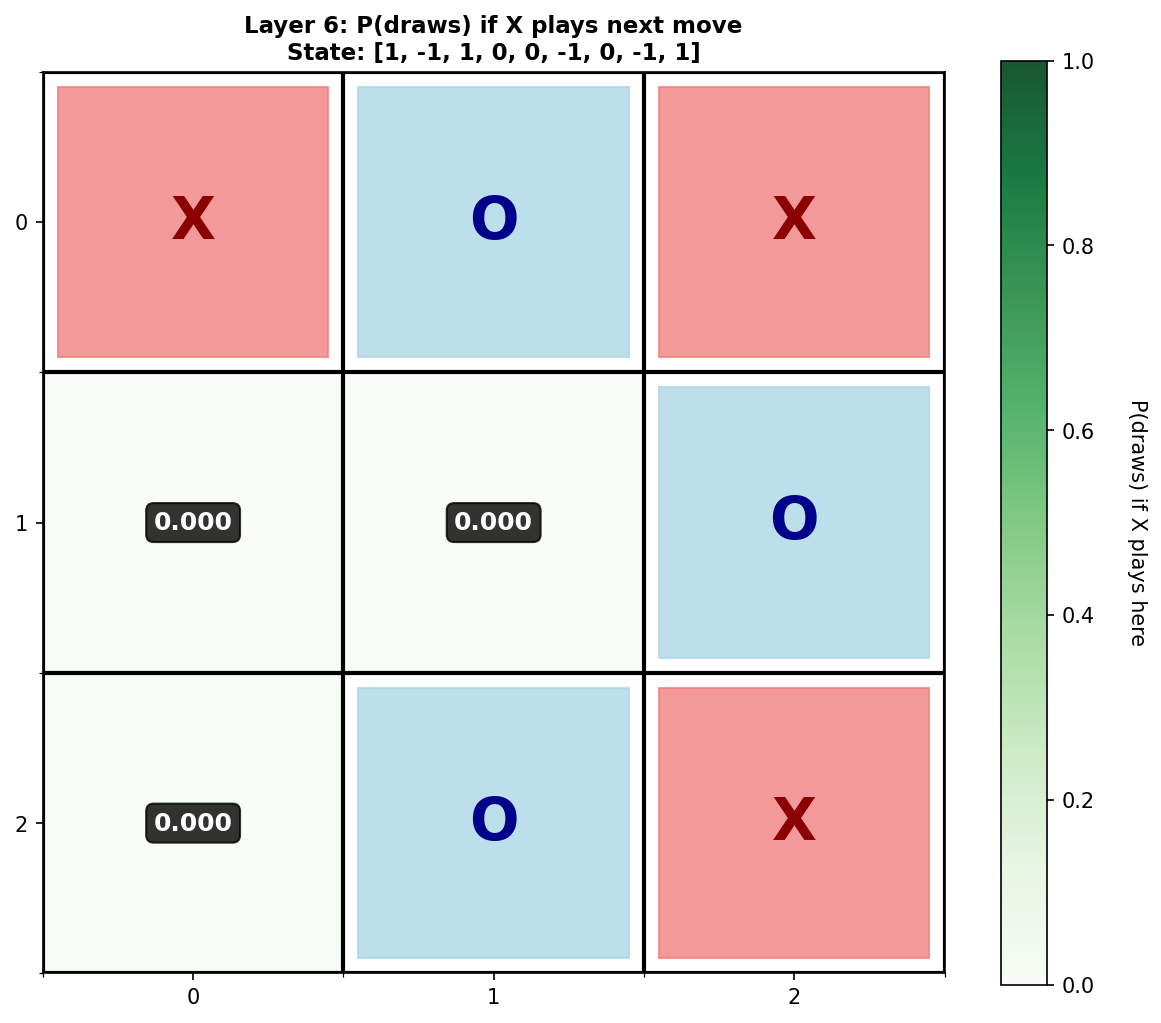 Layer 6: P(draws) if X plays next move
State: [1, -1, 1, 0, 0, -1, 0, -1, 1]
1.0
X
O
X
0
0.8
0.6
0.000
0.000
O
1
P(draws) if X plays here
0.4
0.2
0.000
O
X
2
0.0
0
1
2